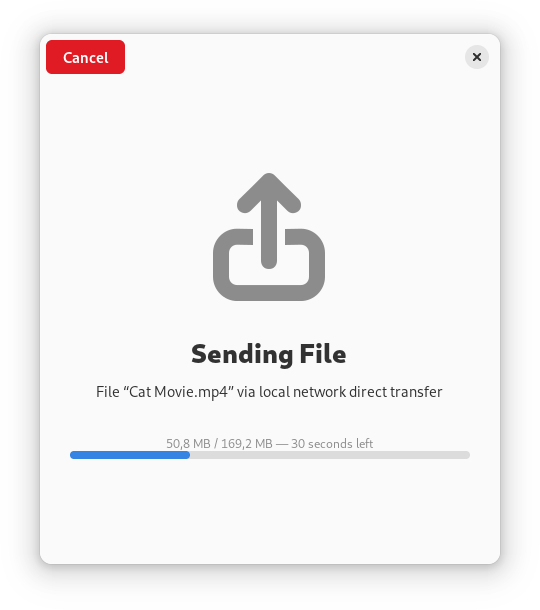 Cancel
Sending File
File “Cat Movie.mp4” via local network direct transfer
50,8 MB / 169,2 MB — 30 seconds left